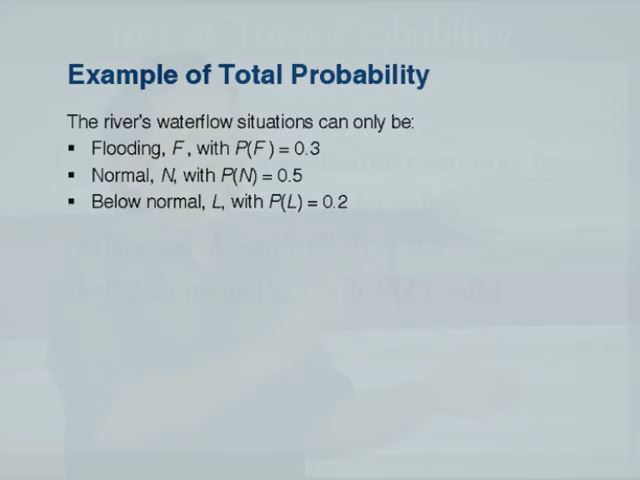 Example of Total Probability
The river's waterflow situations can only be:
▪ Flooding, F , with P(F ) = 0.3
▪ Normal, N, with P(N) = 0.5
▪ Below normal, L, with P(L) = 0.2